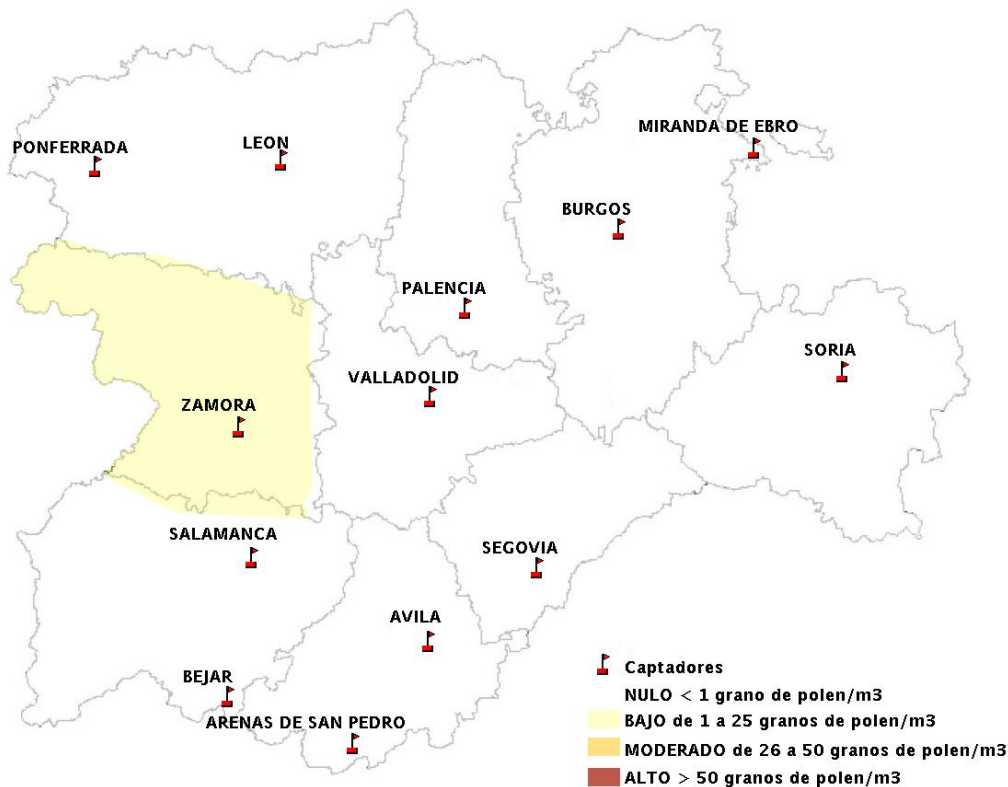 MIRANDA DE EBRO
PONFERRADA
LEON
BURGOS
PALENCIA
SORIA
VALLADOLID
ZAMORA
SALAMANCA
SEGOVIA
AVILA
BEJAR
ARENAS DE SAN PEDRO
Captadores
NULO < 1 grano de polen/m3
BAJO de 1 a 25 granos de polen/m3
MODERADO de 26 a 50 granos de polen/m3
ALTO > 50 granos de polen/m3